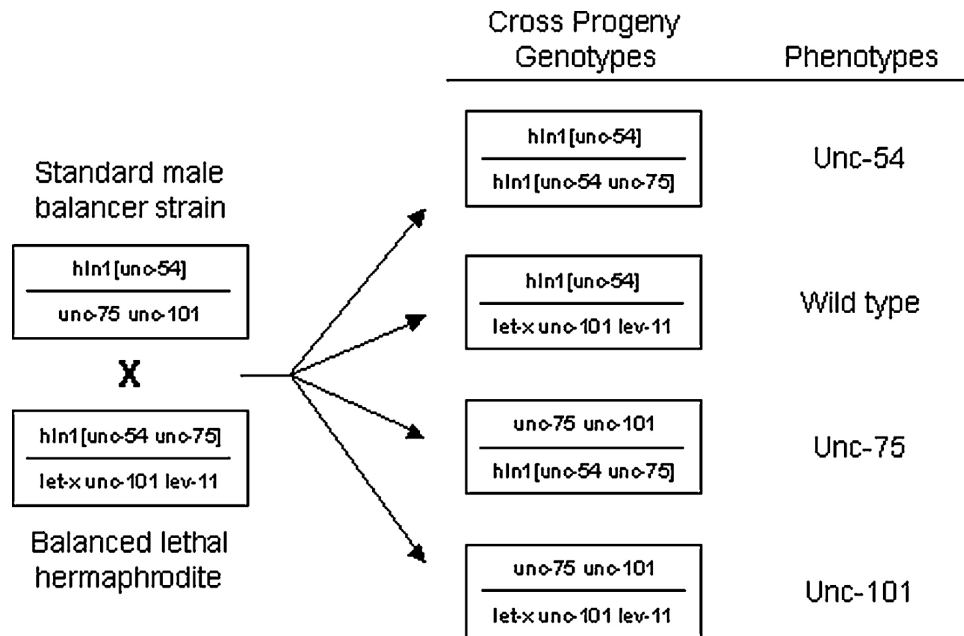 Cross Progeny
Genotypes
Phenotypes
Standard male
balancer strain
hIn1[unc-54]
unc-75 unc-101
X
hIn1[unc-54 unc-75]
let-x unc-101 lev-11
Balanced lethal
hermaphrodite
hIn1[unc-54]
hIn1[unc-54 unc-75]
Unc-54
hIn1[unc-54]
let-x unc-101 lev-11
Wild type
unc-75 unc-101
hIn1[unc-54 unc-75]
Unc-75
unc-75 unc-101
let-x unc-101 lev-11
Unc-101